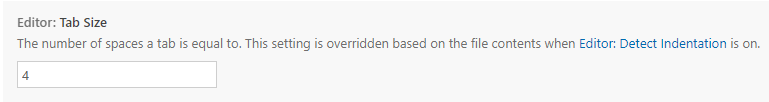 Editor: Tab Size
The number of spaces a tab is equal to. This setting is overridden based on the file contents when Editor: Detect Indentation is on.
4